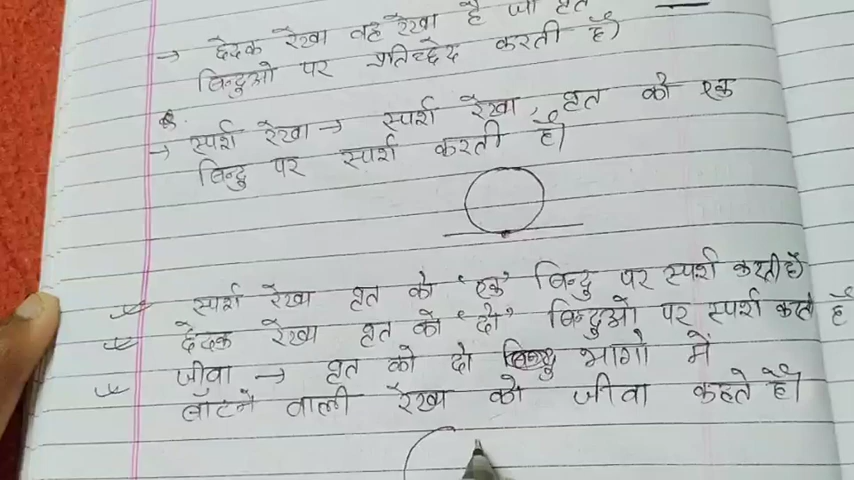 → छेदक रेखा वह रेखा है जो वृत
बिन्दुओ पर प्रतिच्छेद करती है।
→ स्पर्श रेखा → स्पर्श रेखा, वृत को एक
बिन्दु पर स्पर्श करती है।
स्पर्श रेखा वृत को 'एक' बिन्दु पर स्पर्श करती है
छेदक रेखा वृत को 'दो' बिन्दुओ पर स्पर्श करते है
जीवा → वृत को दो भागो में
बाटने वाली रेखा को जीवा कहते है।